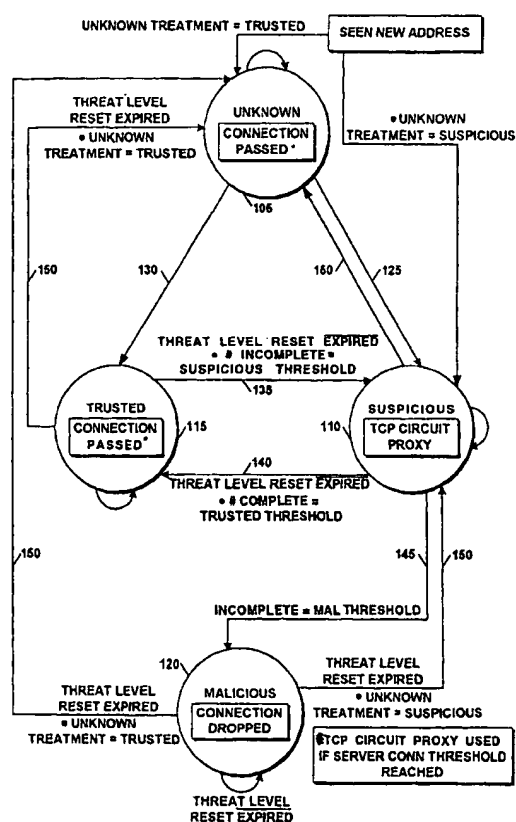 UNKNOWN TREATMENT = TRUSTED
SEEN NEW ADDRESS
THREAT LEVEL
RESET EXPIRED
• UNKNOWN
TREATMENT = TRUSTED
UNKNOWN
CONNECTION
PASSED*
• UNKNOWN
TREATMENT = SUSPICIOUS
105
150
130
160
125
THREAT LEVEL RESET EXPIRED
• # INCOMPLETE =
SUSPICIOUS THRESHOLD
135
TRUSTED
CONNECTION
PASSED*
115
110
SUSPICIOUS
TCP CIRCUIT
PROXY
140
THREAT LEVEL RESET EXPIRED
• # COMPLETE =
TRUSTED THRESHOLD
150
145
150
INCOMPLETE = MAL THRESHOLD
120
MALICIOUS
CONNECTION
DROPPED
THREAT LEVEL
RESET EXPIRED
• UNKNOWN
TREATMENT = TRUSTED
THREAT LEVEL
RESET EXPIRED
• UNKNOWN
TREATMENT = SUSPICIOUS
TCP CIRCUIT PROXY USED
IF SERVER CONN THRESHOLD
REACHED
THREAT LEVEL
RESET EXPIRED